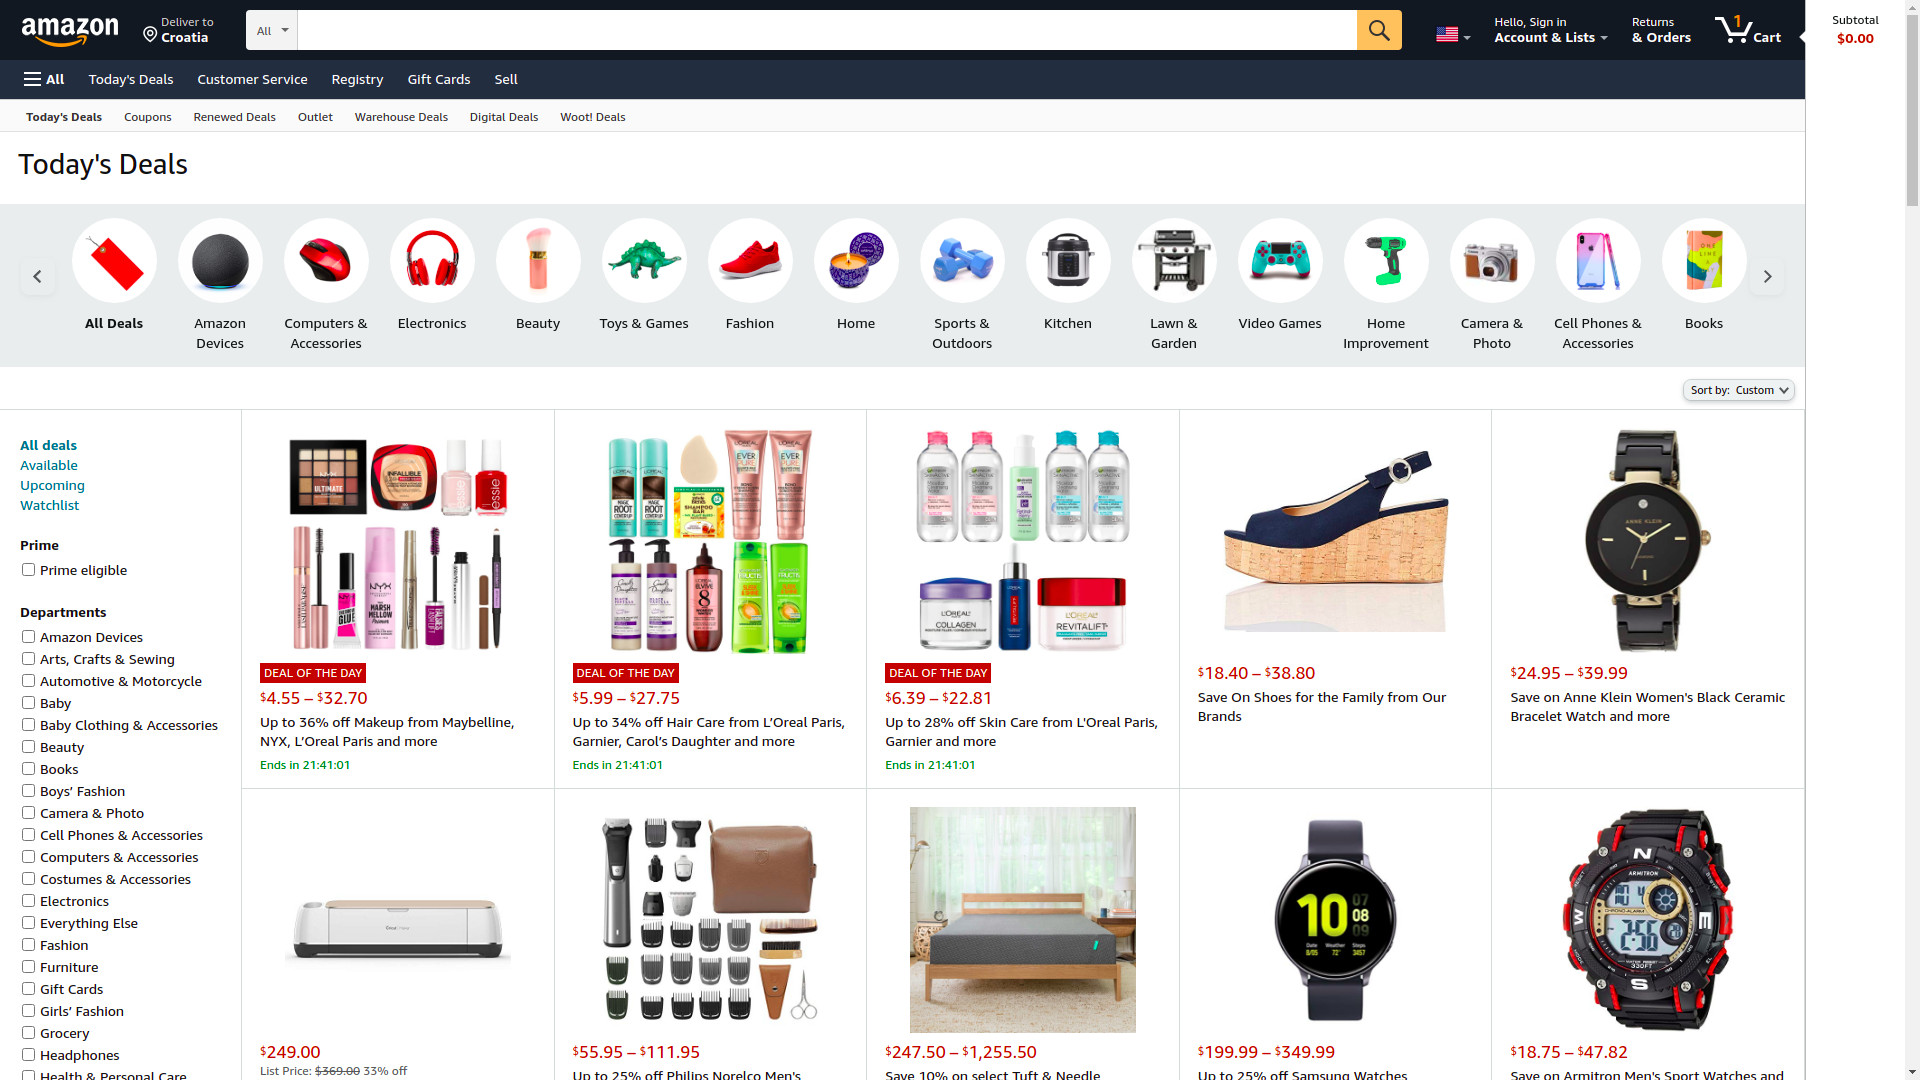 amazon
Deliver to
Croatia
All
Hello, Sign in
Account & Lists
Returns
& Orders
1
Cart
Subtotal
$0.00
All
Today's Deals
Customer Service
Registry
Gift Cards
Sell
Today's Deals
Coupons
Renewed Deals
Outlet
Warehouse Deals
Digital Deals
Woot! Deals
Today's Deals
All Deals
Amazon
Devices
Computers &
Accessories
Electronics
Beauty
Toys & Games
Fashion
Home
Sports &
Outdoors
Kitchen
Lawn &
Garden
Video Games
Home
Improvement
Camera &
Photo
Cell Phones &
Accessories
Books
Sort by: Custom
All deals
Available
Upcoming
Watchlist
Prime
Prime eligible
Departments
Amazon Devices
Arts, Crafts & Sewing
Automotive & Motorcycle
Baby
Baby Clothing & Accessories
Beauty
Books
Boys’ Fashion
Camera & Photo
Cell Phones & Accessories
Computers & Accessories
Costumes & Accessories
Electronics
Everything Else
Fashion
Furniture
Gift Cards
Girls’ Fashion
Grocery
Headphones
Health & Personal Care
DEAL OF THE DAY
$4.55 – $32.70
Up to 36% off Makeup from Maybelline,
NYX, L’Oreal Paris and more
Ends in 21:41:01
DEAL OF THE DAY
$5.99 – $27.75
Up to 34% off Hair Care from L’Oreal Paris,
Garnier, Carol’s Daughter and more
Ends in 21:41:01
DEAL OF THE DAY
$6.39 – $22.81
Up to 28% off Skin Care from L'Oreal Paris,
Garnier and more
Ends in 21:41:01
$18.40 – $38.80
Save On Shoes for the Family from Our
Brands
ANNE KLEIN
$24.95 – $39.99
Save on Anne Klein Women's Black Ceramic
Bracelet Watch and more
$249.00
List Price: $369.00 33% off
$55.95 – $111.95
Up to 25% off Philips Norelco Men's
$247.50 – $1,255.50
Save 10% on select Tuft & Needle
10
07
08
09
$199.99 – $349.99
Up to 25% off Samsung Watches
ARMITRON
N
W
E
S
$18.75 – $47.82
Save on Armitron Men's Sport Watches and